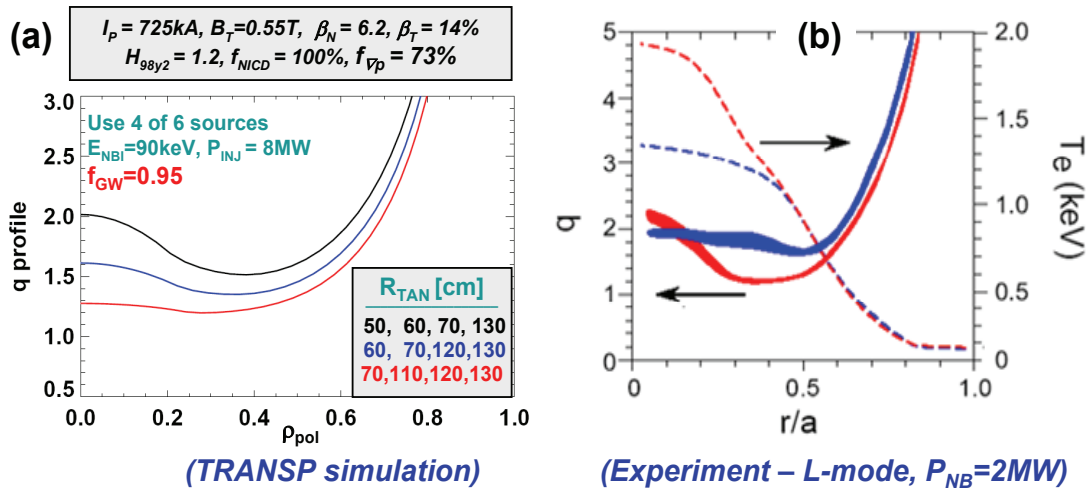 (a)
I_P = 725kA, B_T=0.55T, β_N = 6.2, β_T = 14%
H_98y2 = 1.2, f_NICD = 100%, f_∇p = 73%
3.0
2.5
2.0
1.5
1.0
0.5
q profile
Use 4 of 6 sources
E_NBI=90keV, P_INJ = 8MW
f_GW=0.95
R_TAN [cm]
50, 60, 70, 130
60, 70,120,130
70,110,120,130
0.0 0.2 0.4 0.6 0.8 1.0
ρ_pol
(TRANSP simulation)
(b)
5
4
3
2
1
0
q
2.0
1.5
1.0
0.5
0
T_e (keV)
0 0.5 1.0
r/a
(Experiment – L-mode, P_NB=2MW)